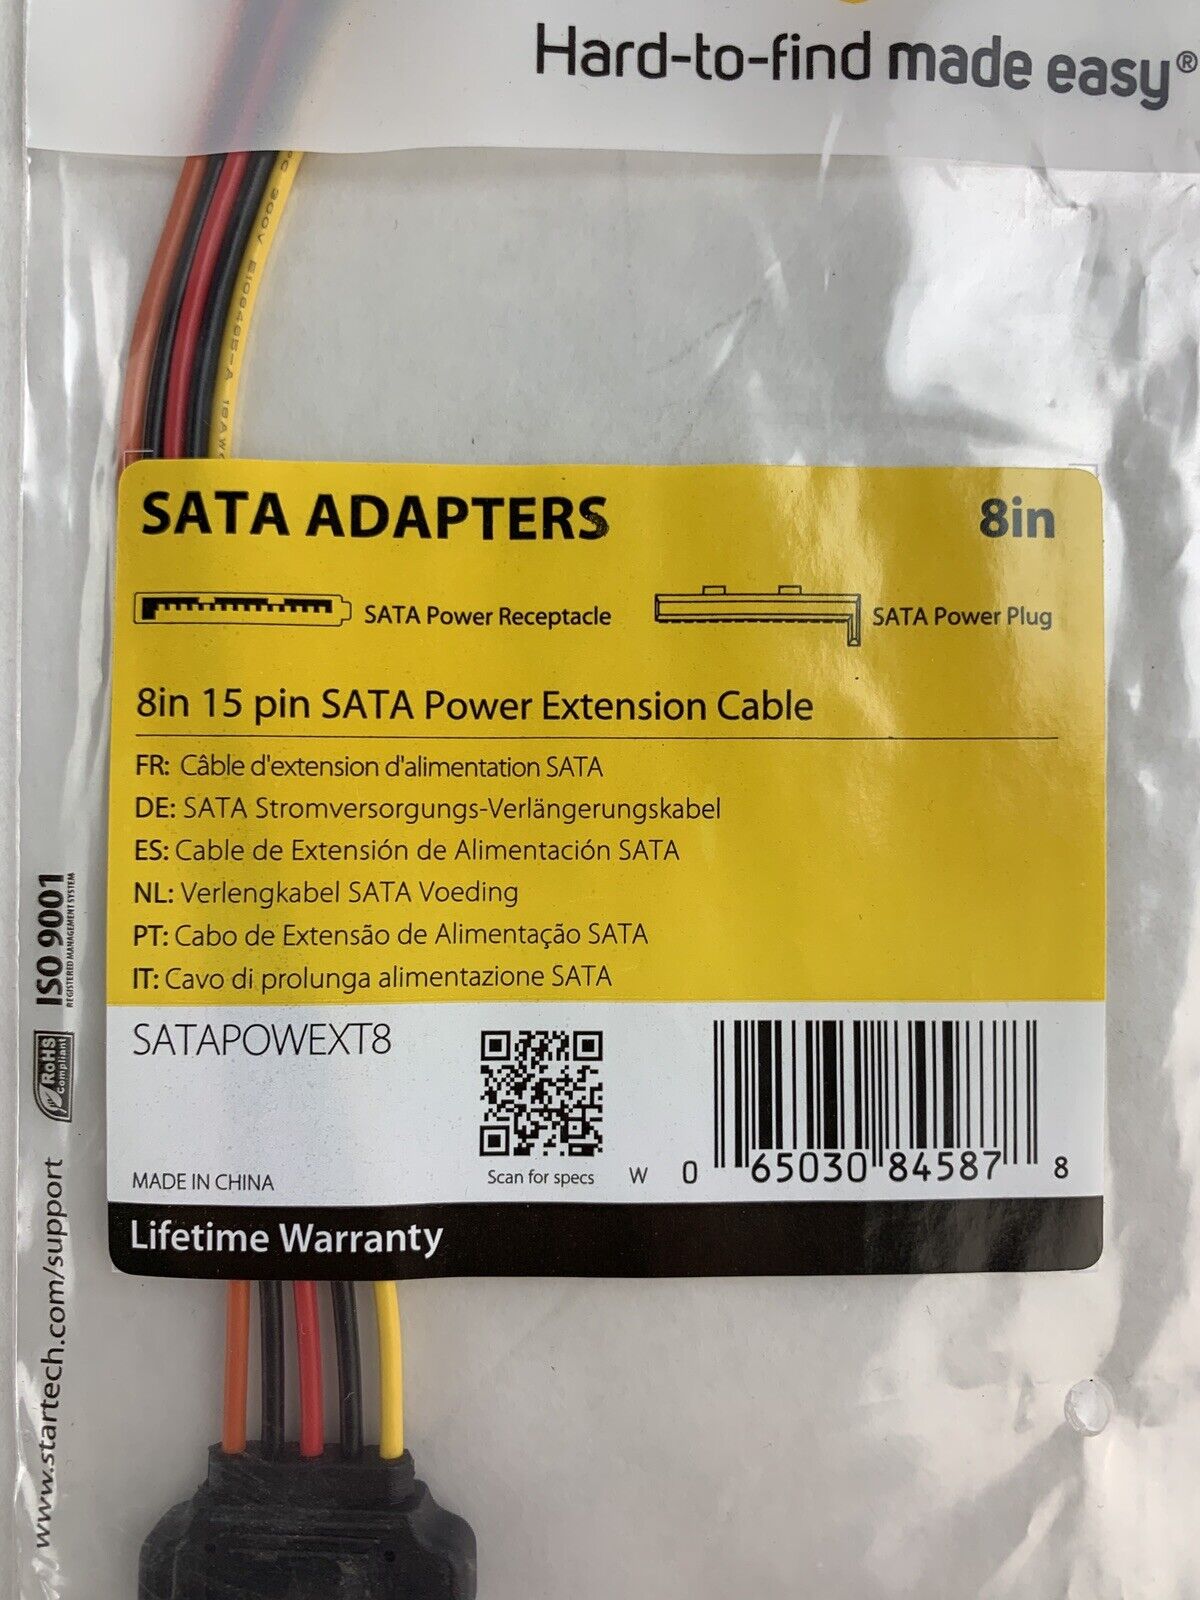 Hard-to-find made easy®
300V E106465-A 18AWG
SATA ADAPTERS
8in
SATA Power Receptacle
SATA Power Plug
8in 15 pin SATA Power Extension Cable
FR: Câble d'extension d'alimentation SATA
DE: SATA Stromversorgungs-Verlängerungskabel
ES: Cable de Extensión de Alimentación SATA
NL: Verlengkabel SATA Voeding
PT: Cabo de Extensão de Alimentação SATA
IT: Cavo di prolunga alimentazione SATA
SATAPOWEXT8
MADE IN CHINA
Scan for specs
W
0 65030 84587 8
Lifetime Warranty
ISO 9001
REGISTERED MANAGEMENT SYSTEM
RoHS
Compliant
www.startech.com/support